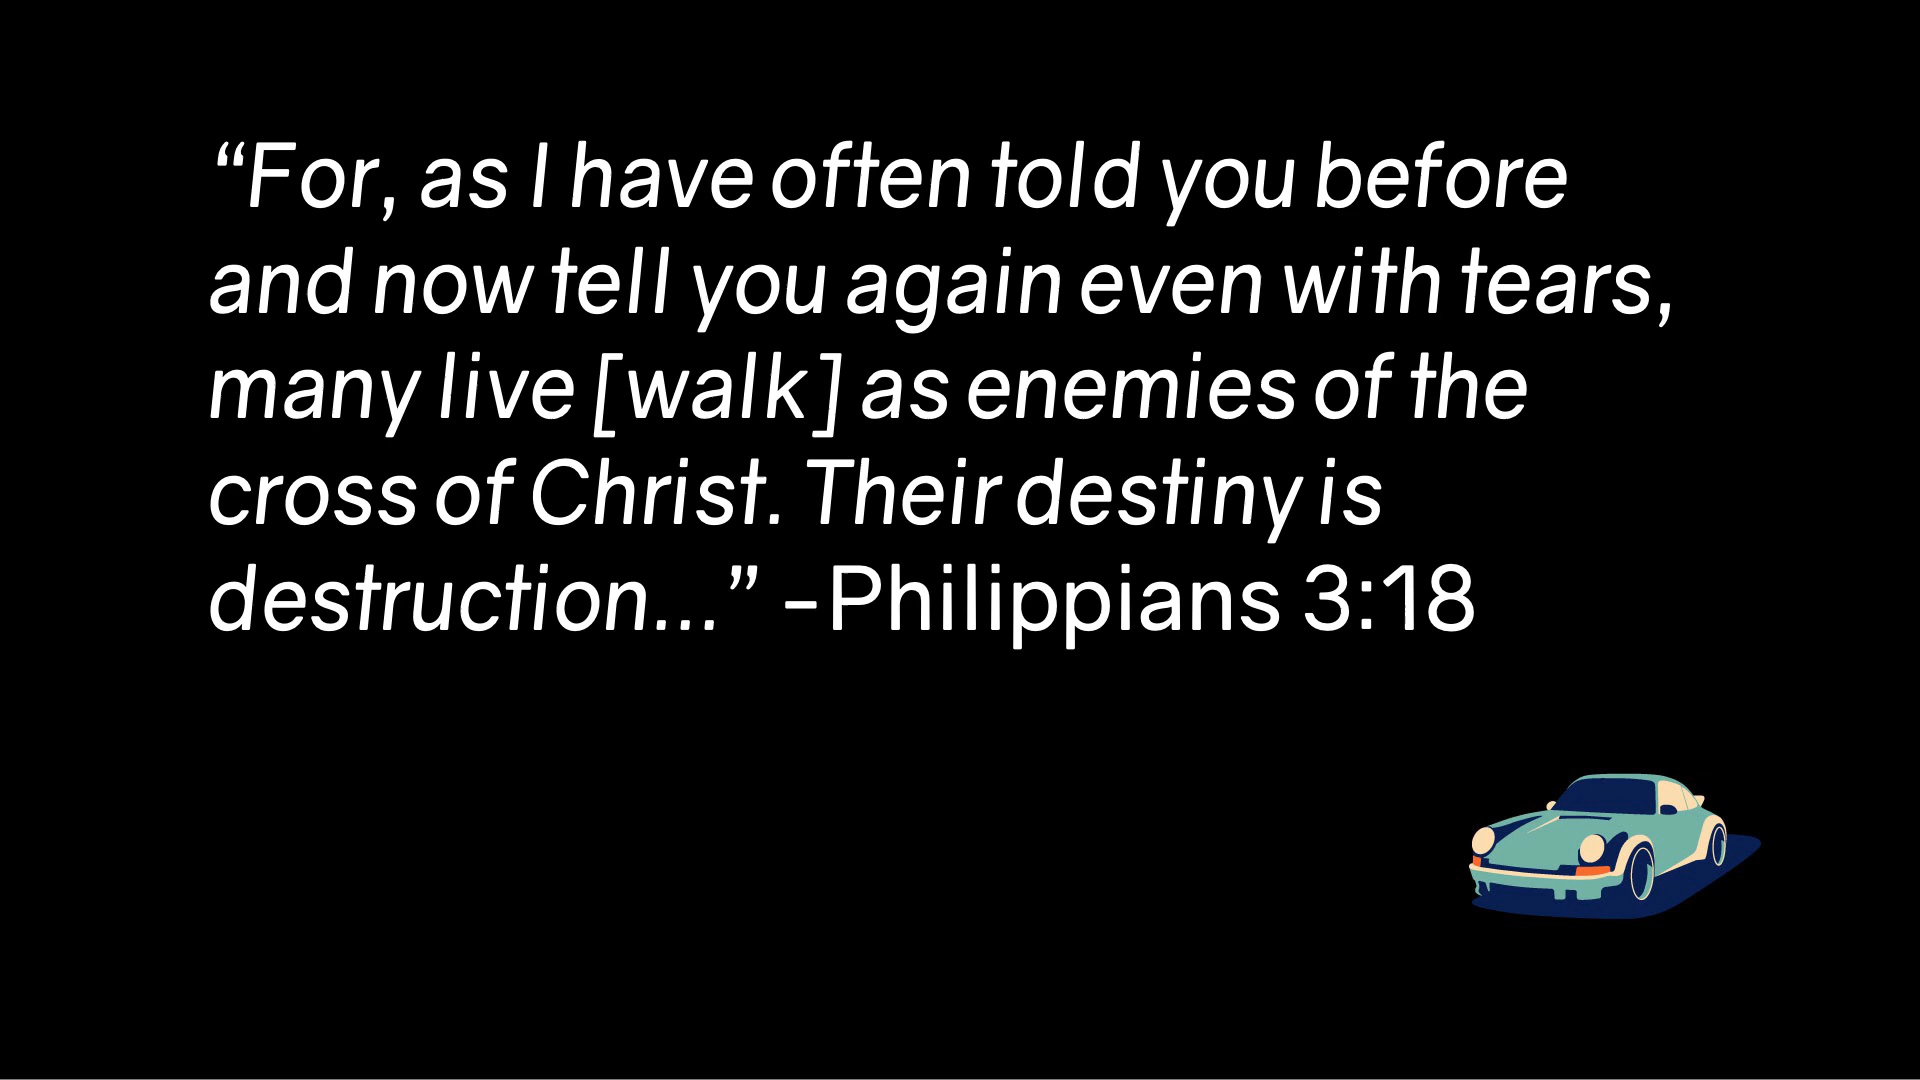 “For, as I have often told you before
and now tell you again even with tears,
many live [walk] as enemies of the
cross of Christ. Their destiny is
destruction...” -Philippians 3:18